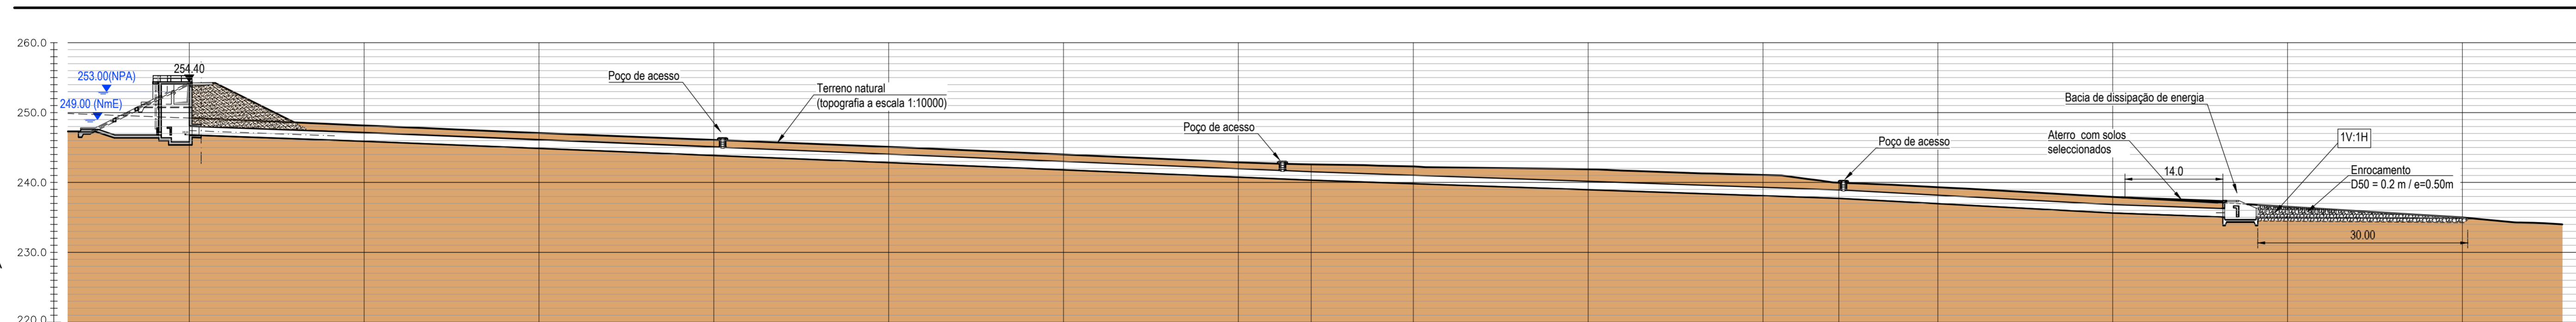 260.0
250.0
240.0
230.0
220.0
253.00(NPA)
249.00 (NmE)
254.40
Poço de acesso
Terreno natural
(topografia a escala 1:10000)
Poço de acesso
Poço de acesso
Bacia de dissipação de energia
Aterro com solos
seleccionados
14.0
1V:1H
Enrocamento
D50 = 0.2 m / e=0.50m
30.00